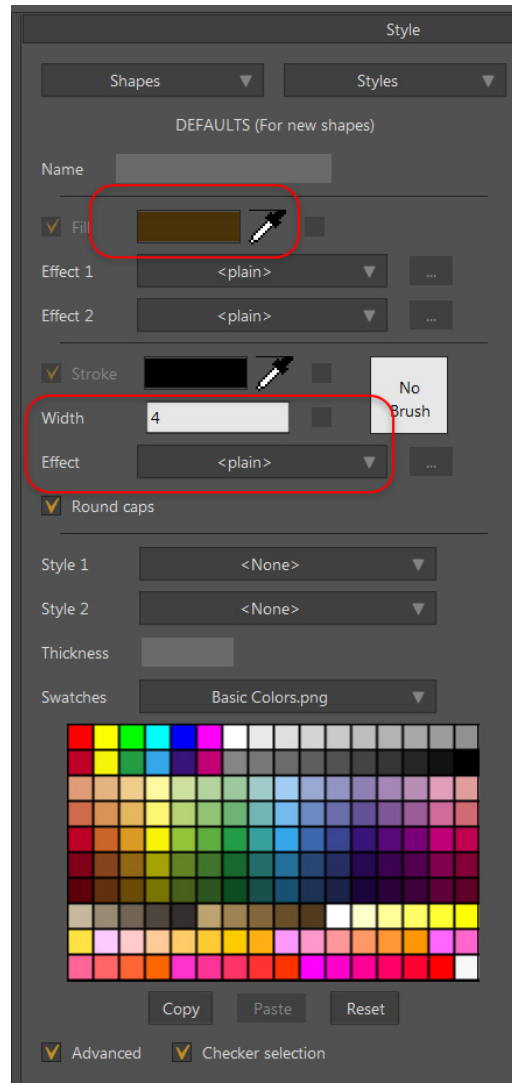 Style
Shapes Styles
DEFAULTS (For new shapes)
Name
Fill
Effect 1 <plain> ...
Effect 2 <plain> ...
Stroke
No
Brush
Width 4
Effect <plain> ...
Round caps
Style 1 <None>
Style 2 <None>
Thickness
Swatches Basic Colors.png
Copy Paste Reset
Advanced Checker selection